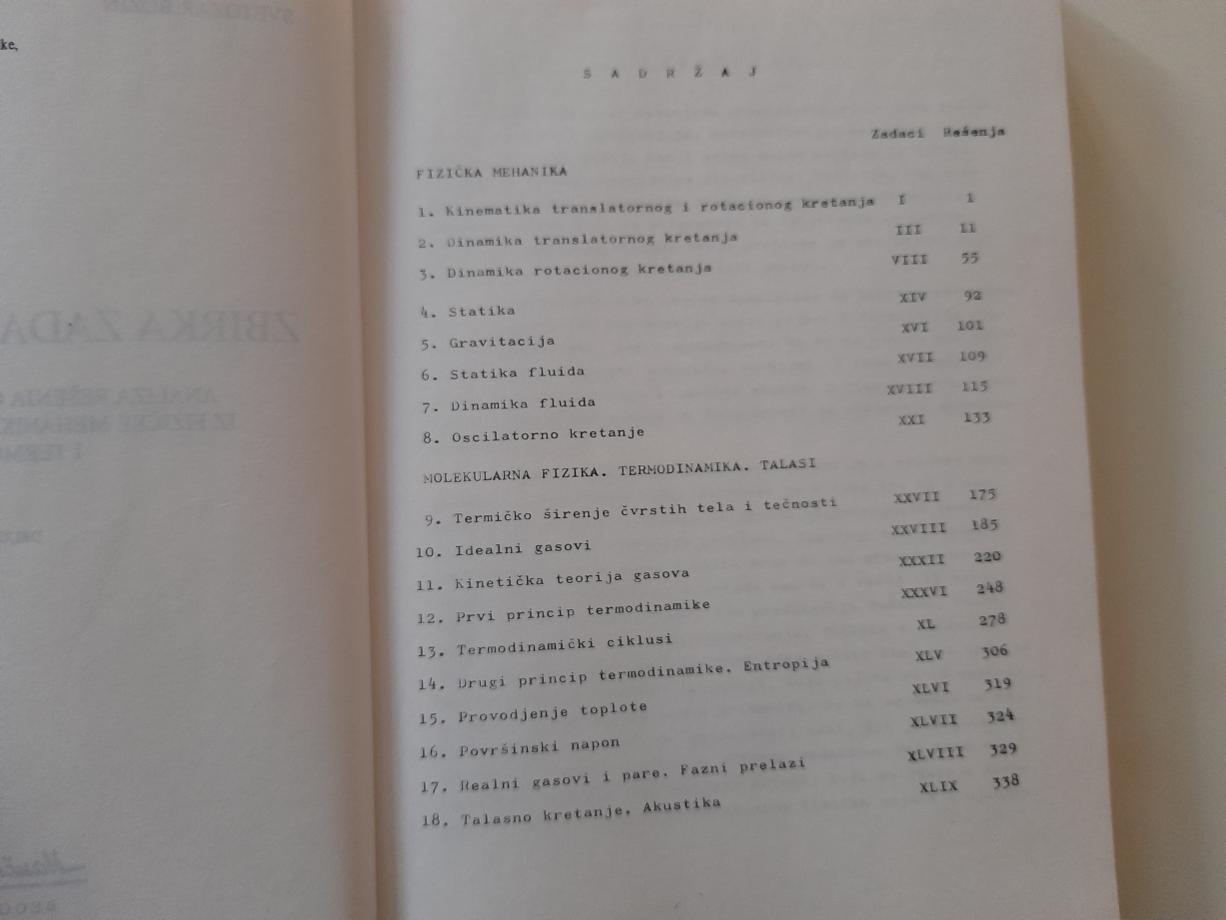 ke,
S A D R Ž A J
Zadaci Rešenja
FIZIČKA MEHANIKA
1. Kinematika translatornog i rotacionog kretanja I 1
2. Dinamika translatornog kretanja III 11
3. Dinamika rotacionog kretanja VIII 55
4. Statika XIV 92
5. Gravitacija XVI 101
6. Statika fluida XVII 109
7. Dinamika fluida XVIII 115
8. Oscilatorno kretanje XXI 133
MOLEKULARNA FIZIKA. TERMODINAMIKA. TALASI
9. Termičko širenje čvrstih tela i tečnosti XXVII 175
10. Idealni gasovi XXVIII 185
11. Kinetička teorija gasova XXXII 220
12. Prvi princip termodinamike XXXVI 248
13. Termodinamički ciklusi XL 278
14. Drugi princip termodinamike. Entropija XLV 306
15. Provodjenje toplote XLVI 319
16. Površinski napon XLVII 324
17. Realni gasovi i pare. Fazni prelazi XLVIII 329
18. Talasno kretanje. Akustika XLIX 338